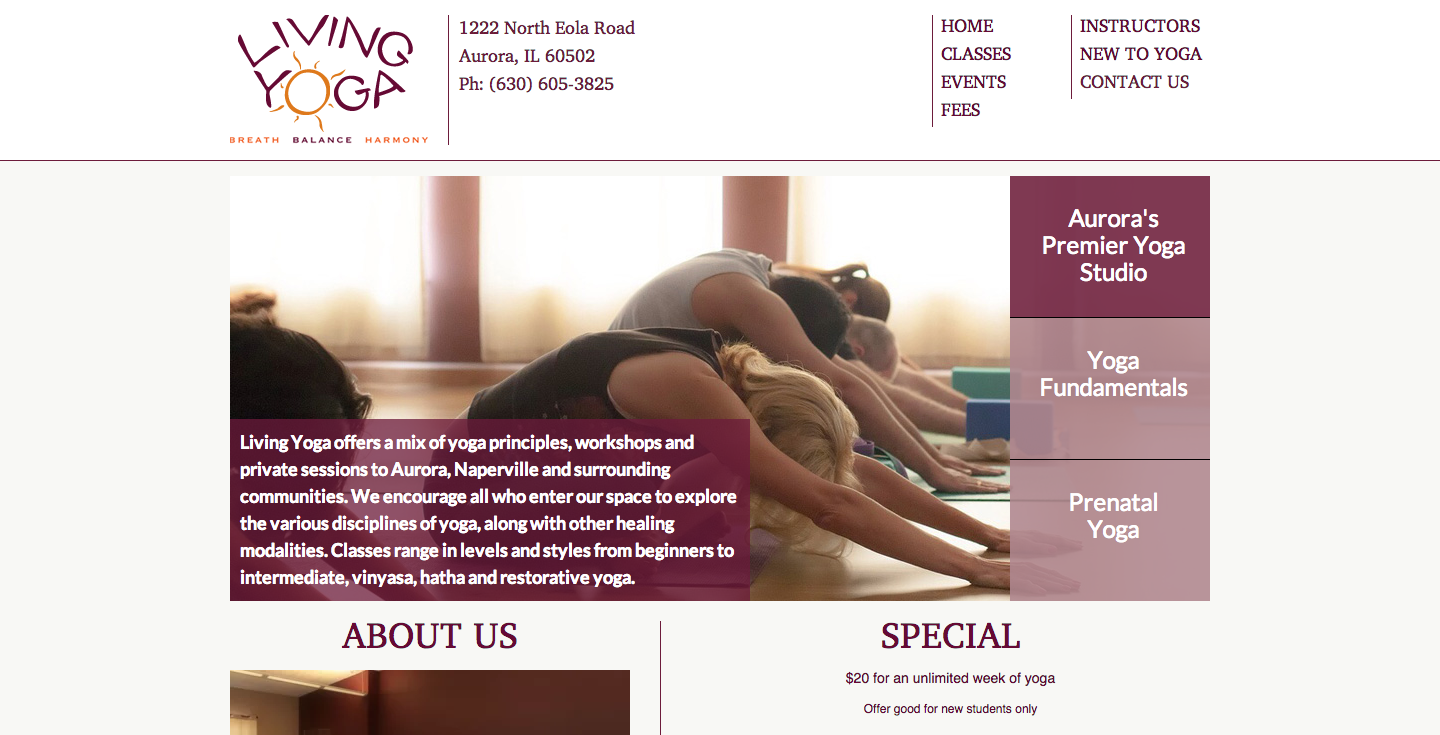 LIVING
YOGA
BREATH BALANCE HARMONY
1222 North Eola Road
Aurora, IL 60502
Ph: (630) 605-3825
HOME
CLASSES
EVENTS
FEES
INSTRUCTORS
NEW TO YOGA
CONTACT US
Aurora's
Premier Yoga
Studio
Yoga
Fundamentals
Prenatal
Yoga
Living Yoga offers a mix of yoga principles, workshops and
private sessions to Aurora, Naperville and surrounding
communities. We encourage all who enter our space to explore
the various disciplines of yoga, along with other healing
modalities. Classes range in levels and styles from beginners to
intermediate, vinyasa, hatha and restorative yoga.
ABOUT US
SPECIAL
$20 for an unlimited week of yoga
Offer good for new students only